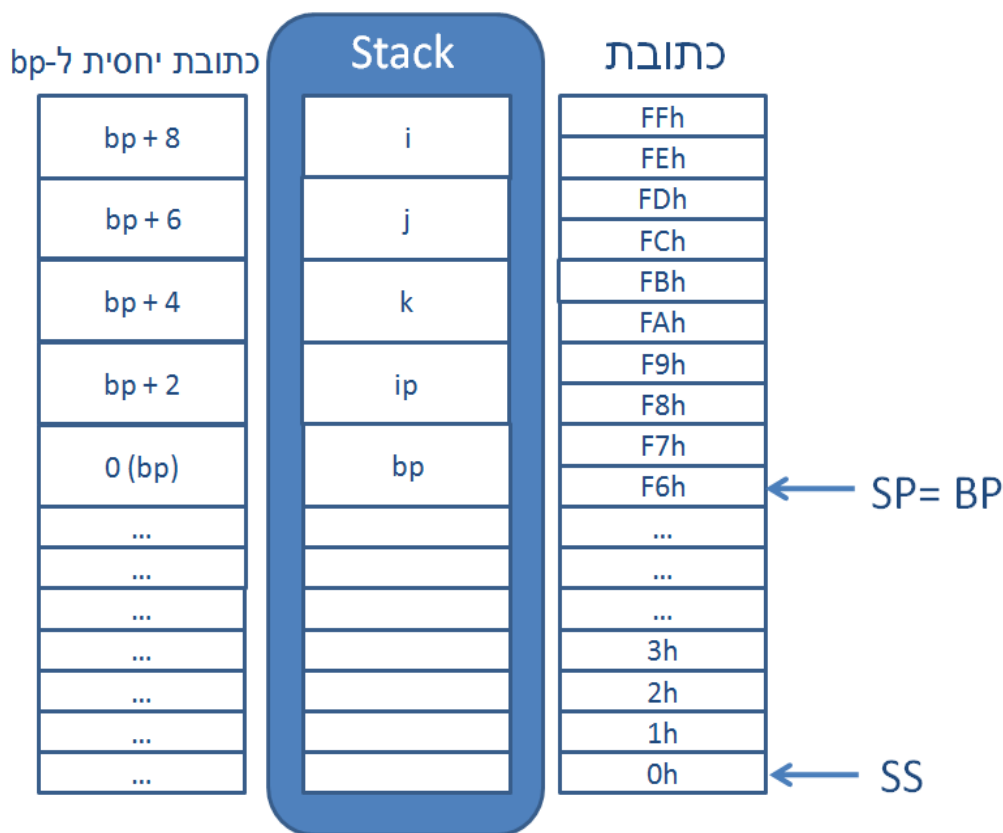 כתובת יחסית ל-bp
Stack
כתובת
bp + 8
i
FFh
FEh
bp + 6
j
FDh
FCh
bp + 4
k
FBh
FAh
bp + 2
ip
F9h
F8h
0 (bp)
bp
F7h
F6h
SP= BP
...
...
...
...
...
...
...
3h
...
2h
...
1h
...
0h
SS